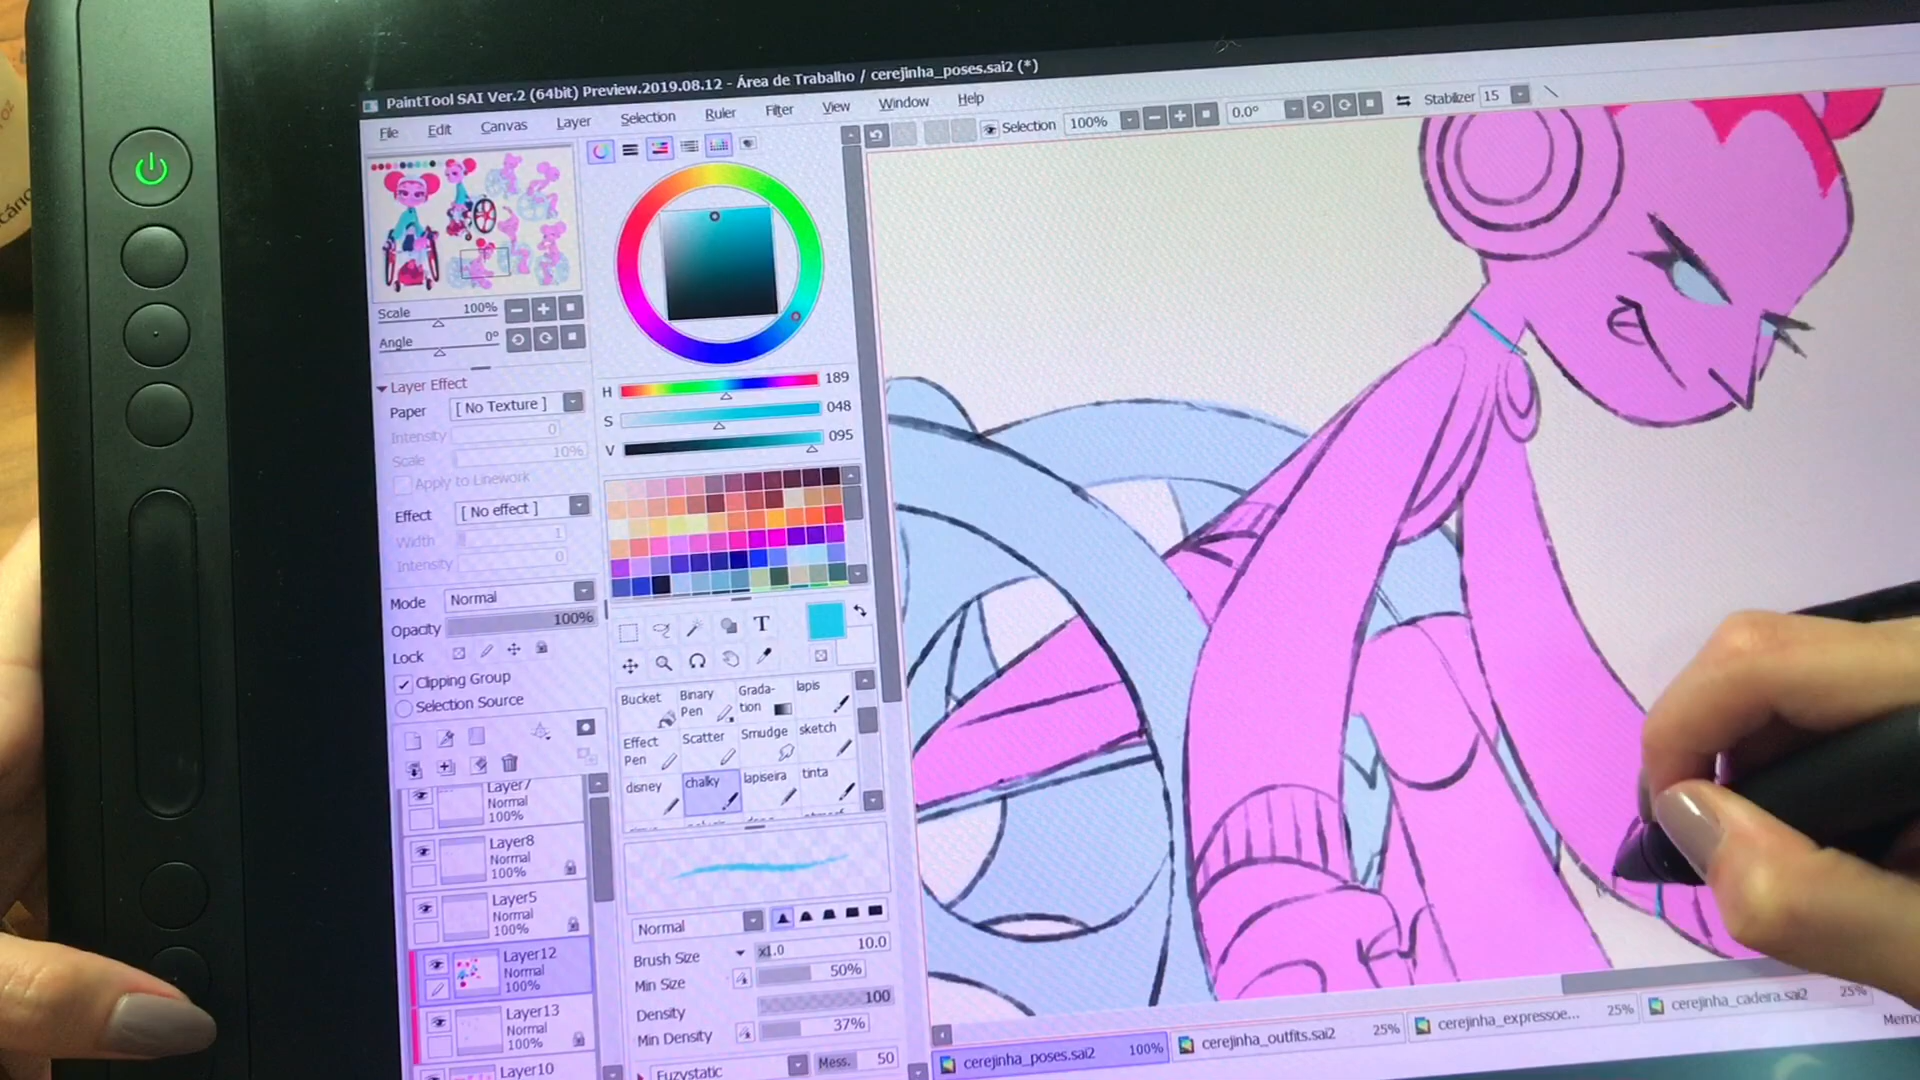 PaintTool SAI Ver.2 (64bit) Preview.2019.08.12 - Área de Trabalho / cerejinha_poses.sai2 (*)
File Edit Canvas Layer Selection Ruler Filter View Window Help
Selection 100% 0.0° Stabilizer 15
Scale 100%
Angle 0°
Layer Effect
Paper [ No Texture ]
Intensity 0
Scale 10%
Apply to Linework
Effect [ No effect ]
Width 1
Intensity 0
Mode Normal
Opacity 100%
Lock
Clipping Group
Selection Source
Layer7
Normal
100%
Layer8
Normal
100%
Layer5
Normal
100%
Layer12
Normal
100%
Layer13
Normal
100%
Layer10
H 189
S 048
V 095
T
Bucket Binary Pen Grada-tion lapis
Effect Pen Scatter Smudge sketch
disney chalky lapiseira tinta
Normal
Brush Size x1.0 10.0
Min Size 50%
Density 100
Min Density 37%
Fuzystatic Mess. 50
cerejinha_poses.sai2 100%
cerejinha_outfits.sai2 25%
cerejinha_expressoe... 25%
cerejinha_cadeira.sai2 25%